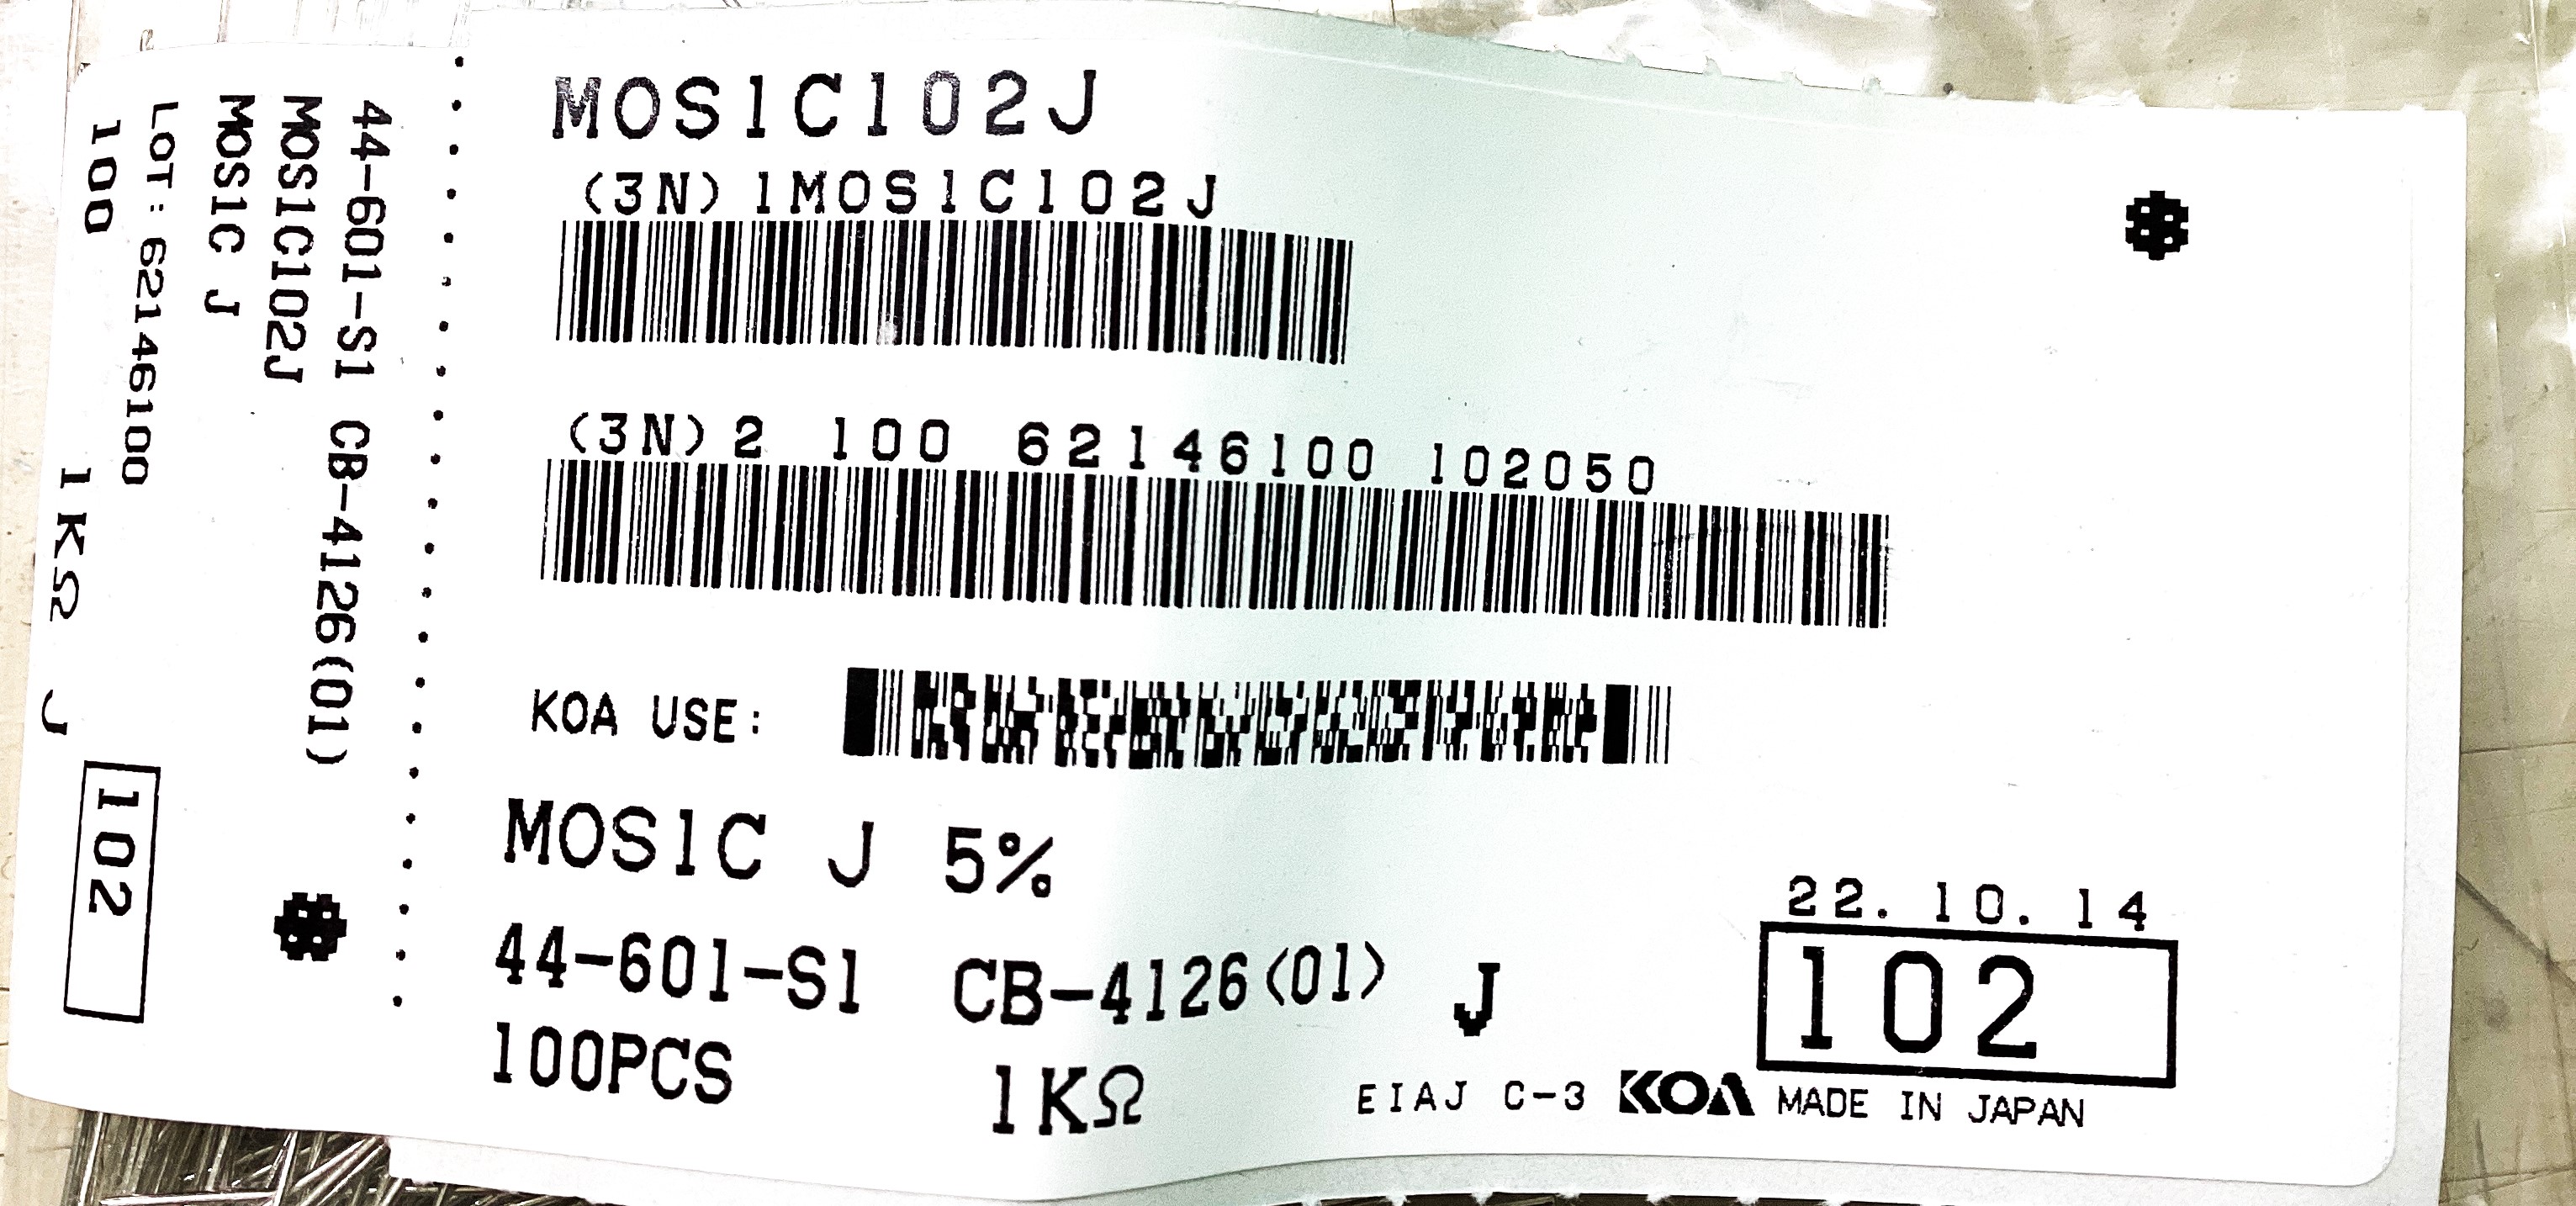 MOS1C102J
(3N) 1MOS1C102J
(3N) 2 100 62146100 102050
KOA USE:
MOS1C J 5%
44-601-S1 CB-4126(01) J
22.10.14
102
100PCS 1KΩ
EIAJ C-3 KOA MADE IN JAPAN
44-601-S1 CB-4126(01)
MOS1C102J
MOS1C J
LOT: 62146100
100 1KΩ J
102